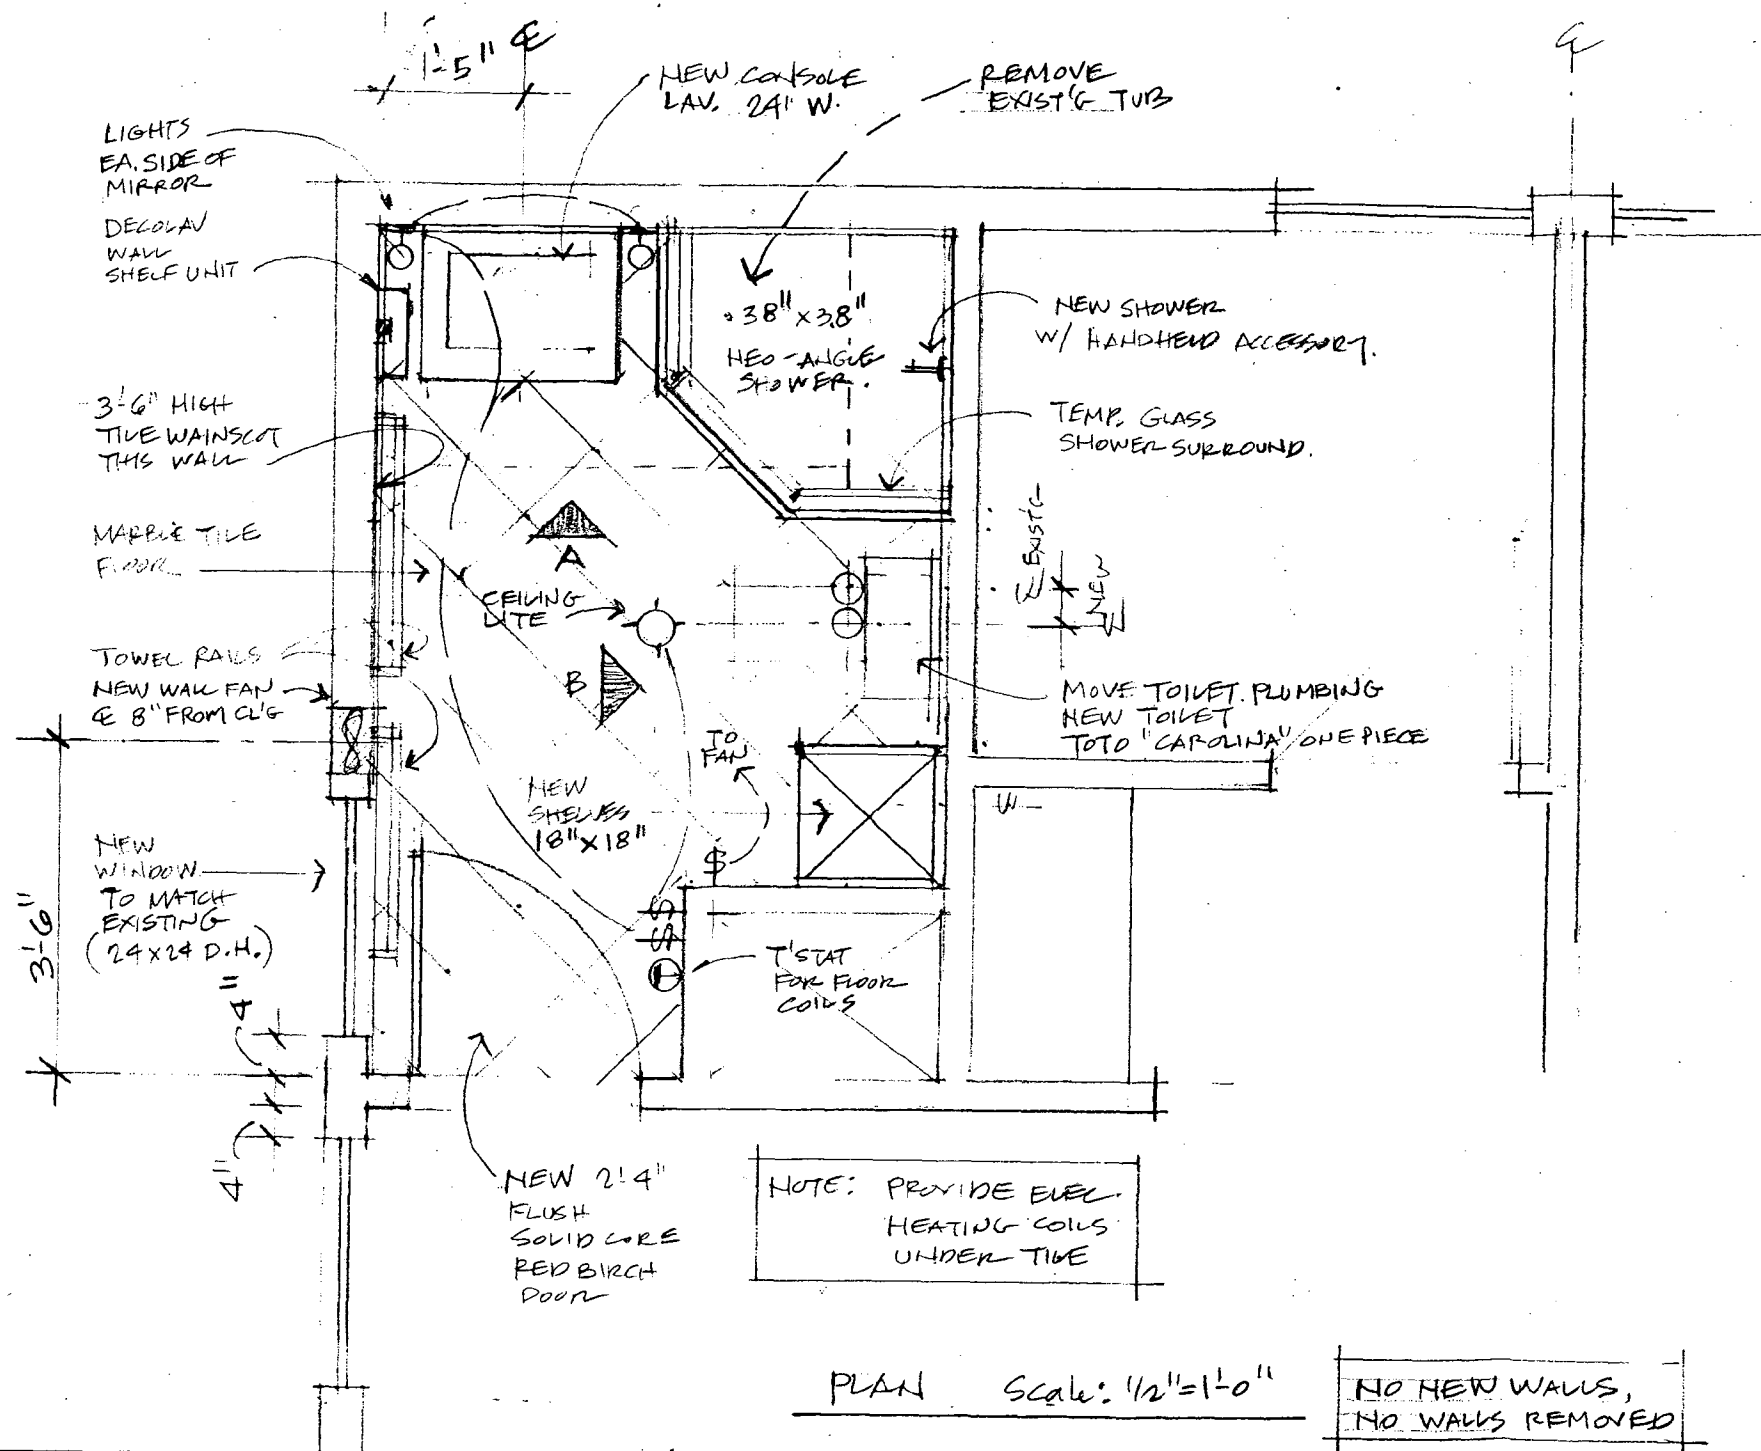 1'-5" ℄
℄
NEW CONSOLE
LAV. 24" W.
REMOVE
EXIST'G TUB
LIGHTS
EA. SIDE OF
MIRROR
DECOLAV
WALL
SHELF UNIT
38" x 38"
NEO-ANGLE
SHOWER.
NEW SHOWER
W/ HANDHELD ACCESSORY.
3'-6" HIGH
TILE WAINSCOT
THIS WALL
TEMP. GLASS
SHOWER SURROUND.
MARBLE TILE
FLOOR
A
CEILING
LITE
℄ EXIST'G
℄ NEW
TOWEL RAILS
NEW WALL FAN
℄ 8" FROM CL'G
B
MOVE TOILET PLUMBING
NEW TOILET
TOTO "CAROLINA" ONE PIECE
TO
FAN
NEW
SHELVES
18" x 18"
$
NEW
WINDOW
TO MATCH
EXISTING
(24x24 D.H.)
3'-6"
$$
T'STAT
FOR FLOOR
COILS
4"
4"
NEW 2'-4"
FLUSH
SOLID CORE
RED BIRCH
DOOR
NOTE: PROVIDE ELEC.
HEATING COILS
UNDER TILE
PLAN Scale: 1/2"=1'-0"
NO NEW WALLS,
NO WALLS REMOVED